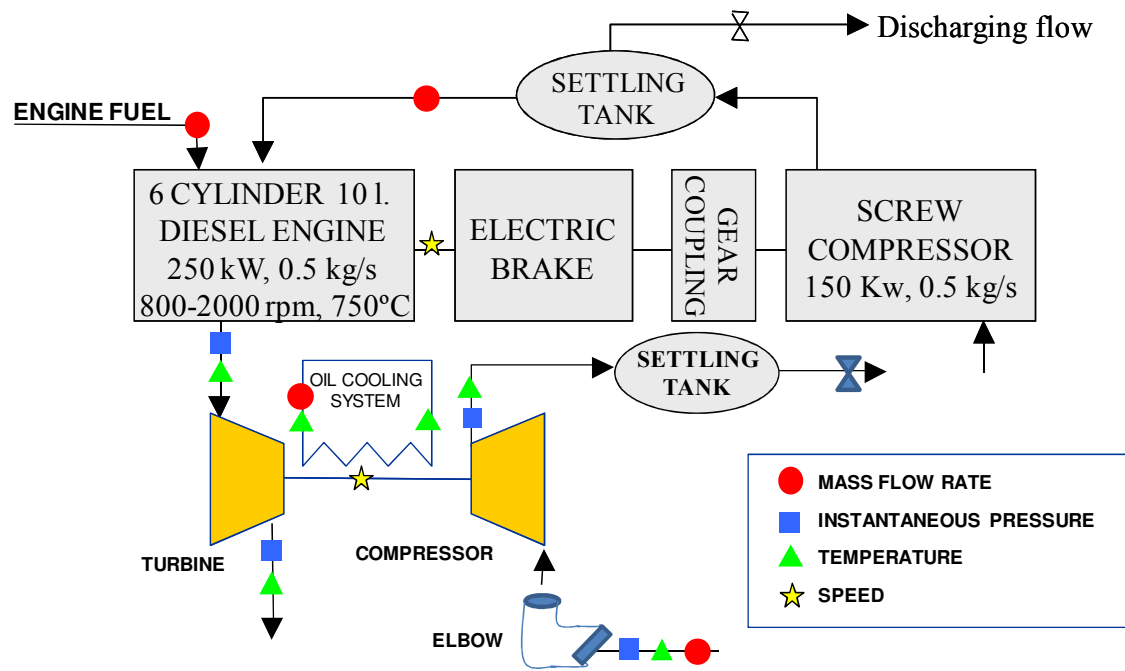 Discharging flow
SETTLING
TANK
ENGINE FUEL
6 CYLINDER 10 l.
DIESEL ENGINE
250 kW, 0.5 kg/s
800-2000 rpm, 750ºC
ELECTRIC
BRAKE
GEAR
COUPLING
SCREW
COMPRESSOR
150 Kw, 0.5 kg/s
OIL COOLING
SYSTEM
SETTLING
TANK
TURBINE
COMPRESSOR
ELBOW
MASS FLOW RATE
INSTANTANEOUS PRESSURE
TEMPERATURE
SPEED